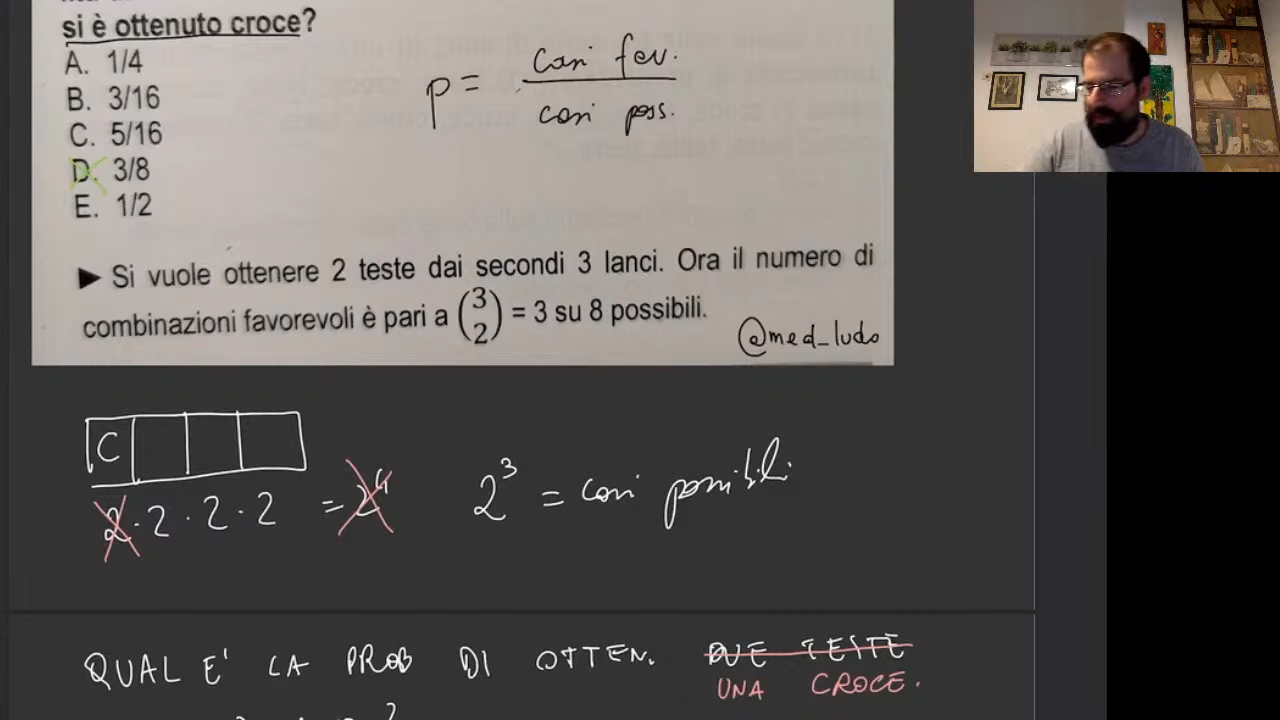 si è ottenuto croce?
A. 1/4
B. 3/16
C. 5/16
D. 3/8
E. 1/2
p = casi fav. / casi poss.
► Si vuole ottenere 2 teste dai secondi 3 lanci. Ora il numero di
combinazioni favorevoli è pari a (3 2) = 3 su 8 possibili.
@med_ludo
C
2 · 2 · 2 · 2 = 2⁴
2³ = casi possibili
QUAL E' LA PROB DI OTTEN. DUE TESTE
UNA CROCE.